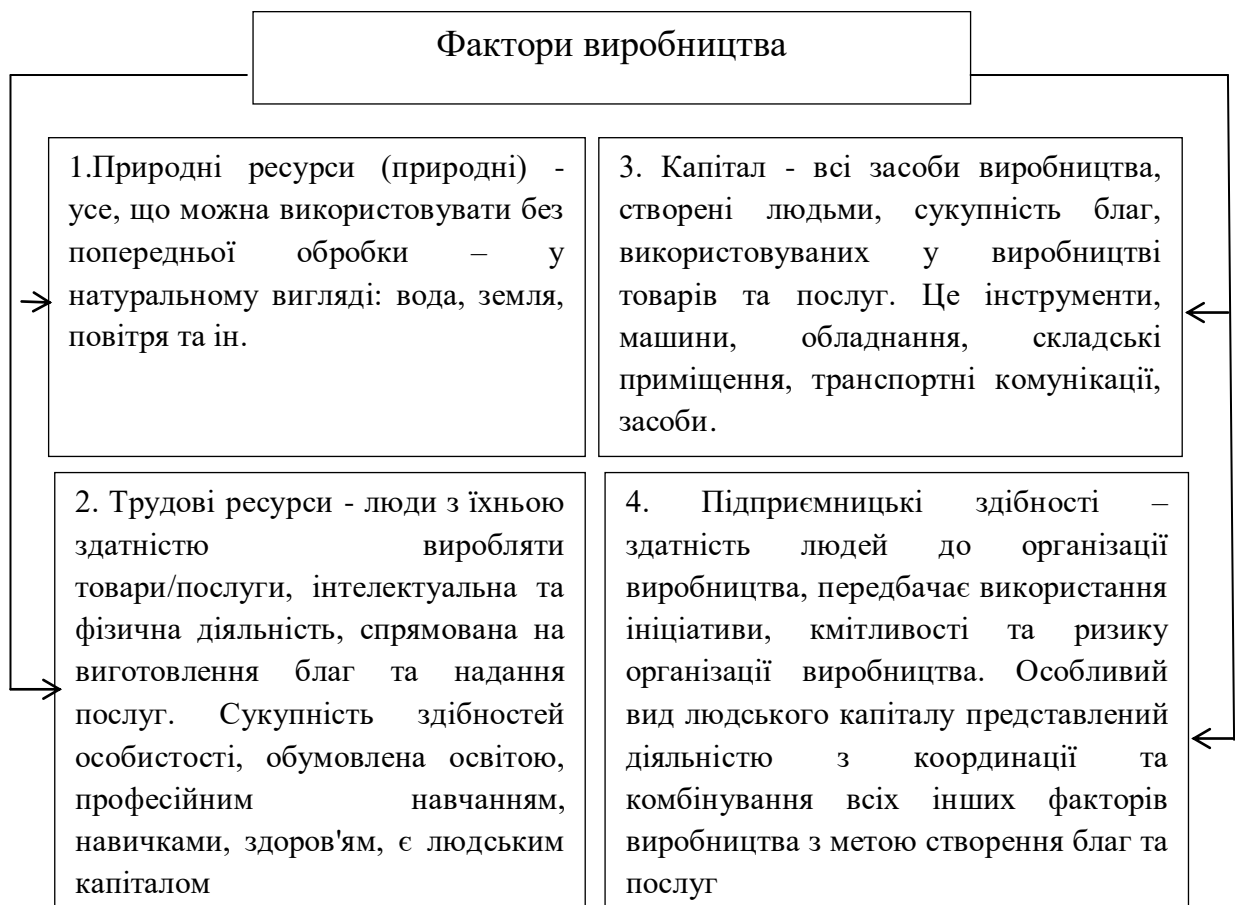 Фактори виробництва
1.Природні ресурси (природні) -
усе, що можна використовувати без
попередньої обробки – у
натуральному вигляді: вода, земля,
повітря та ін.
2. Трудові ресурси - люди з їхньою
здатністю виробляти
товари/послуги, інтелектуальна та
фізична діяльність, спрямована на
виготовлення благ та надання
послуг. Сукупність здібностей
особистості, обумовлена освітою,
професійним навчанням,
навичками, здоров'ям, є людським
капіталом
3. Капітал - всі засоби виробництва,
створені людьми, сукупність благ,
використовуваних у виробництві
товарів та послуг. Це інструменти,
машини, обладнання, складські
приміщення, транспортні комунікації,
засоби.
4. Підприємницькі здібності –
здатність людей до організації
виробництва, передбачає використання
ініціативи, кмітливості та ризику
організації виробництва. Особливий
вид людського капіталу представлений
діяльністю з координації та
комбінування всіх інших факторів
виробництва з метою створення благ та
послуг